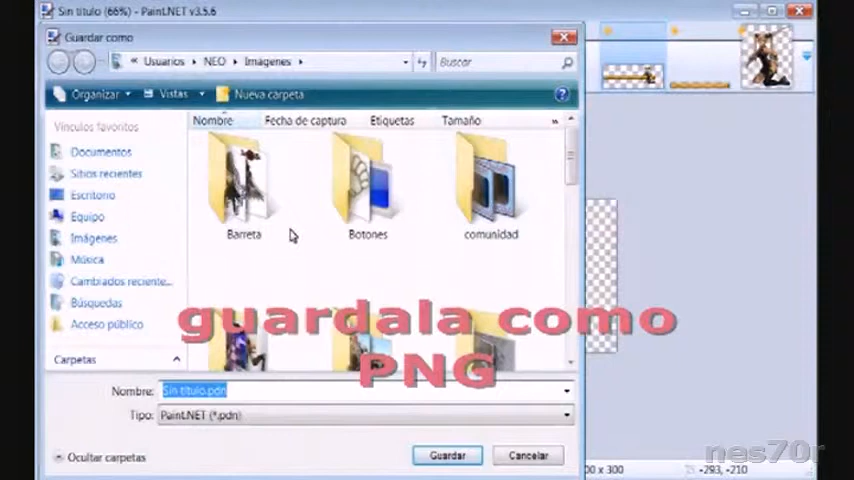 Sin título (66%) - Paint.NET v3.5.6
Guardar como
« Usuarios ▸ NEO ▸ Imágenes ▸
Buscar
Organizar
Vistas
Nueva carpeta
Vínculos favoritos
Nombre
Fecha de captura
Etiquetas
Tamaño
»
Documentos
Sitios recientes
Escritorio
Equipo
Imágenes
Música
Cambiados reciente...
Búsquedas
Acceso público
Carpetas
Barreta
Botones
comunidad
guardala como
PNG
Nombre: Sin título.pdn
Tipo: Paint.NET (*.pdn)
Ocultar carpetas
Guardar
Cancelar
00 x 300
-293, -210
nes70r